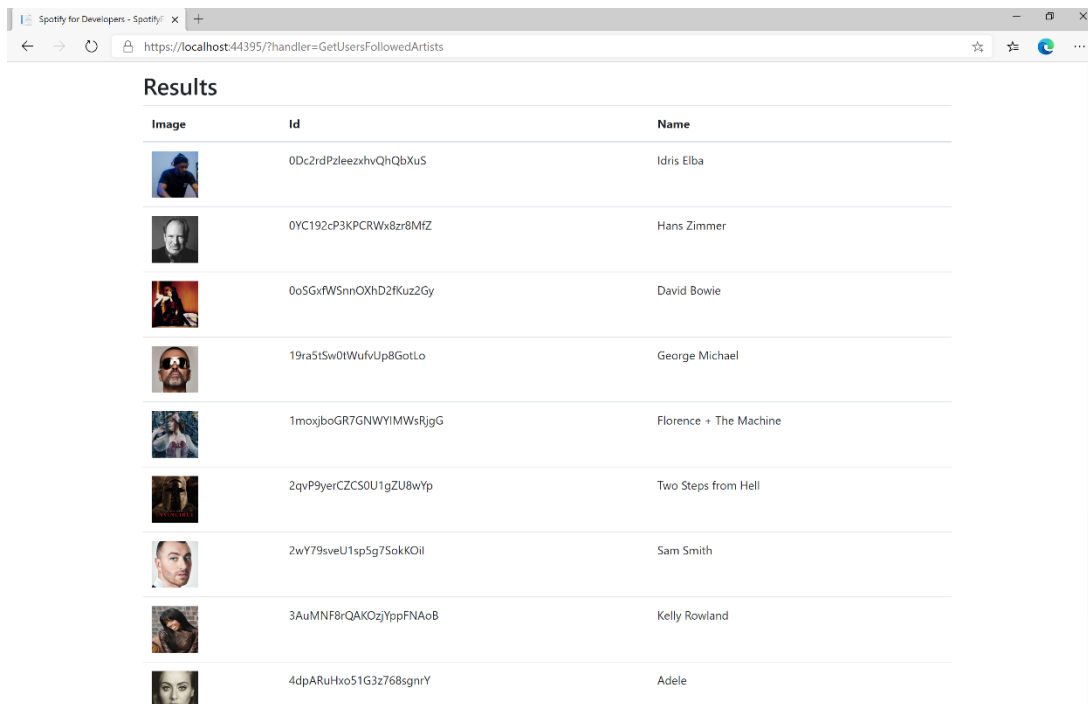 Spotify for Developers - SpotifyF
https://localhost:44395/?handler=GetUsersFollowedArtists
Results
Image Id Name
0Dc2rdPzleezxhvQhQbXuS Idris Elba
0YC192cP3KPCRWx8zr8MfZ Hans Zimmer
0oSGxfWSnnOXhD2fKuz2Gy David Bowie
19ra5tSw0tWufvUp8GotLo George Michael
1moxjboGR7GNWYIMWsRjgG Florence + The Machine
2qvP9yerCZCS0U1gZU8wYp Two Steps from Hell
2wY79sveU1sp5g7SokKOiI Sam Smith
3AuMNF8rQAKOzjYppFNAoB Kelly Rowland
4dpARuHxo51G3z768sgnrY Adele